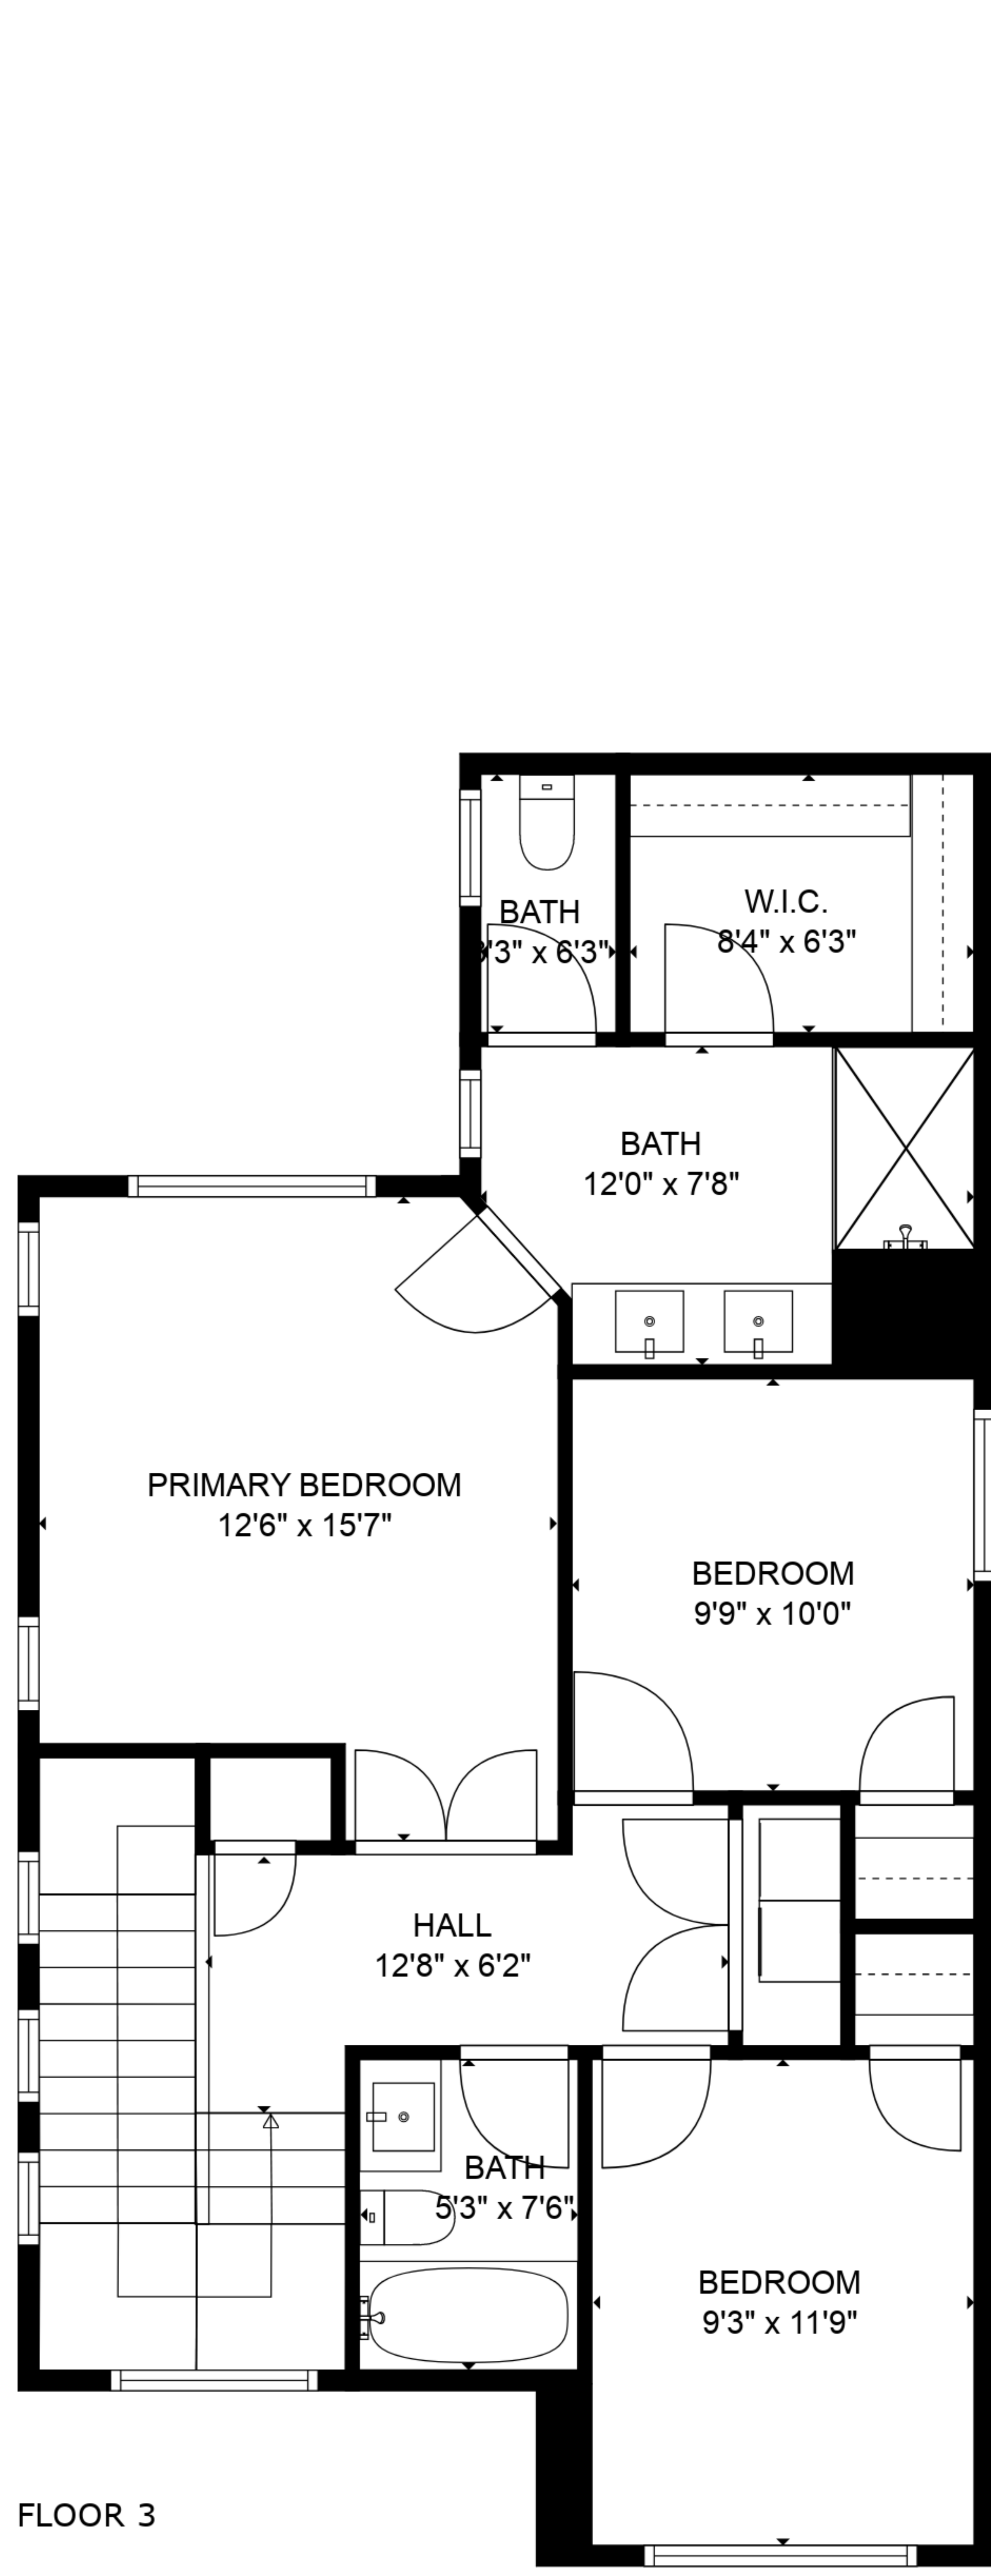 BATH
3'3" x 6'3"
W.I.C.
8'4" x 6'3"
BATH
12'0" x 7'8"
PRIMARY BEDROOM
12'6" x 15'7"
BEDROOM
9'9" x 10'0"
HALL
12'8" x 6'2"
BATH
5'3" x 7'6"
BEDROOM
9'3" x 11'9"
FLOOR 3